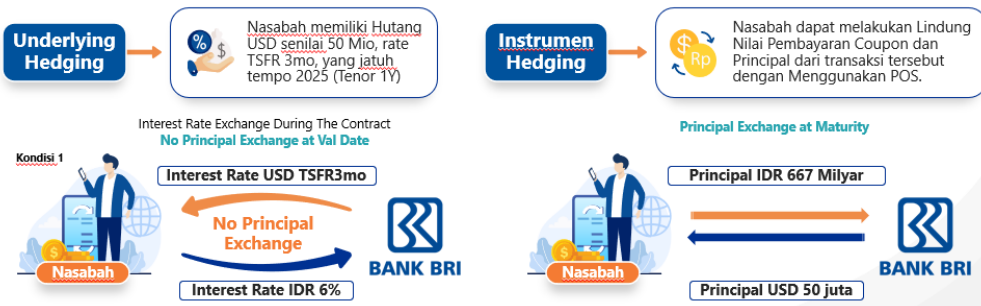 Underlying
Hedging
%
$
Nasabah memiliki Hutang
USD senilai 50 Mio, rate
TSFR 3mo, yang jatuh
tempo 2025 (Tenor 1Y)
Instrumen
Hedging
$
Rp
Nasabah dapat melakukan Lindung
Nilai Pembayaran Coupon dan
Principal dari transaksi tersebut
dengan Menggunakan POS.
Interest Rate Exchange During The Contract
No Principal Exchange at Val Date
Kondisi 1
Interest Rate USD TSFR3mo
No Principal
Exchange
$
Nasabah
BANK BRI
Interest Rate IDR 6%
Principal Exchange at Maturity
Principal IDR 667 Milyar
$
Nasabah
BANK BRI
Principal USD 50 juta